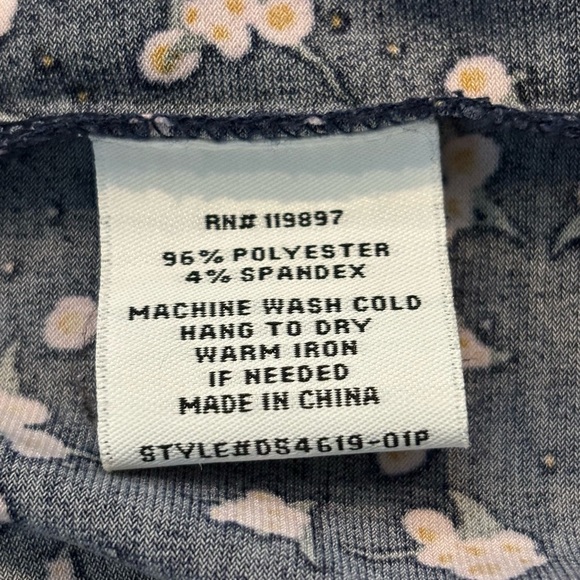 RN# 119897
96% POLYESTER
4% SPANDEX
MACHINE WASH COLD
HANG TO DRY
WARM IRON
IF NEEDED
MADE IN CHINA
STYLE#DS4619-01P